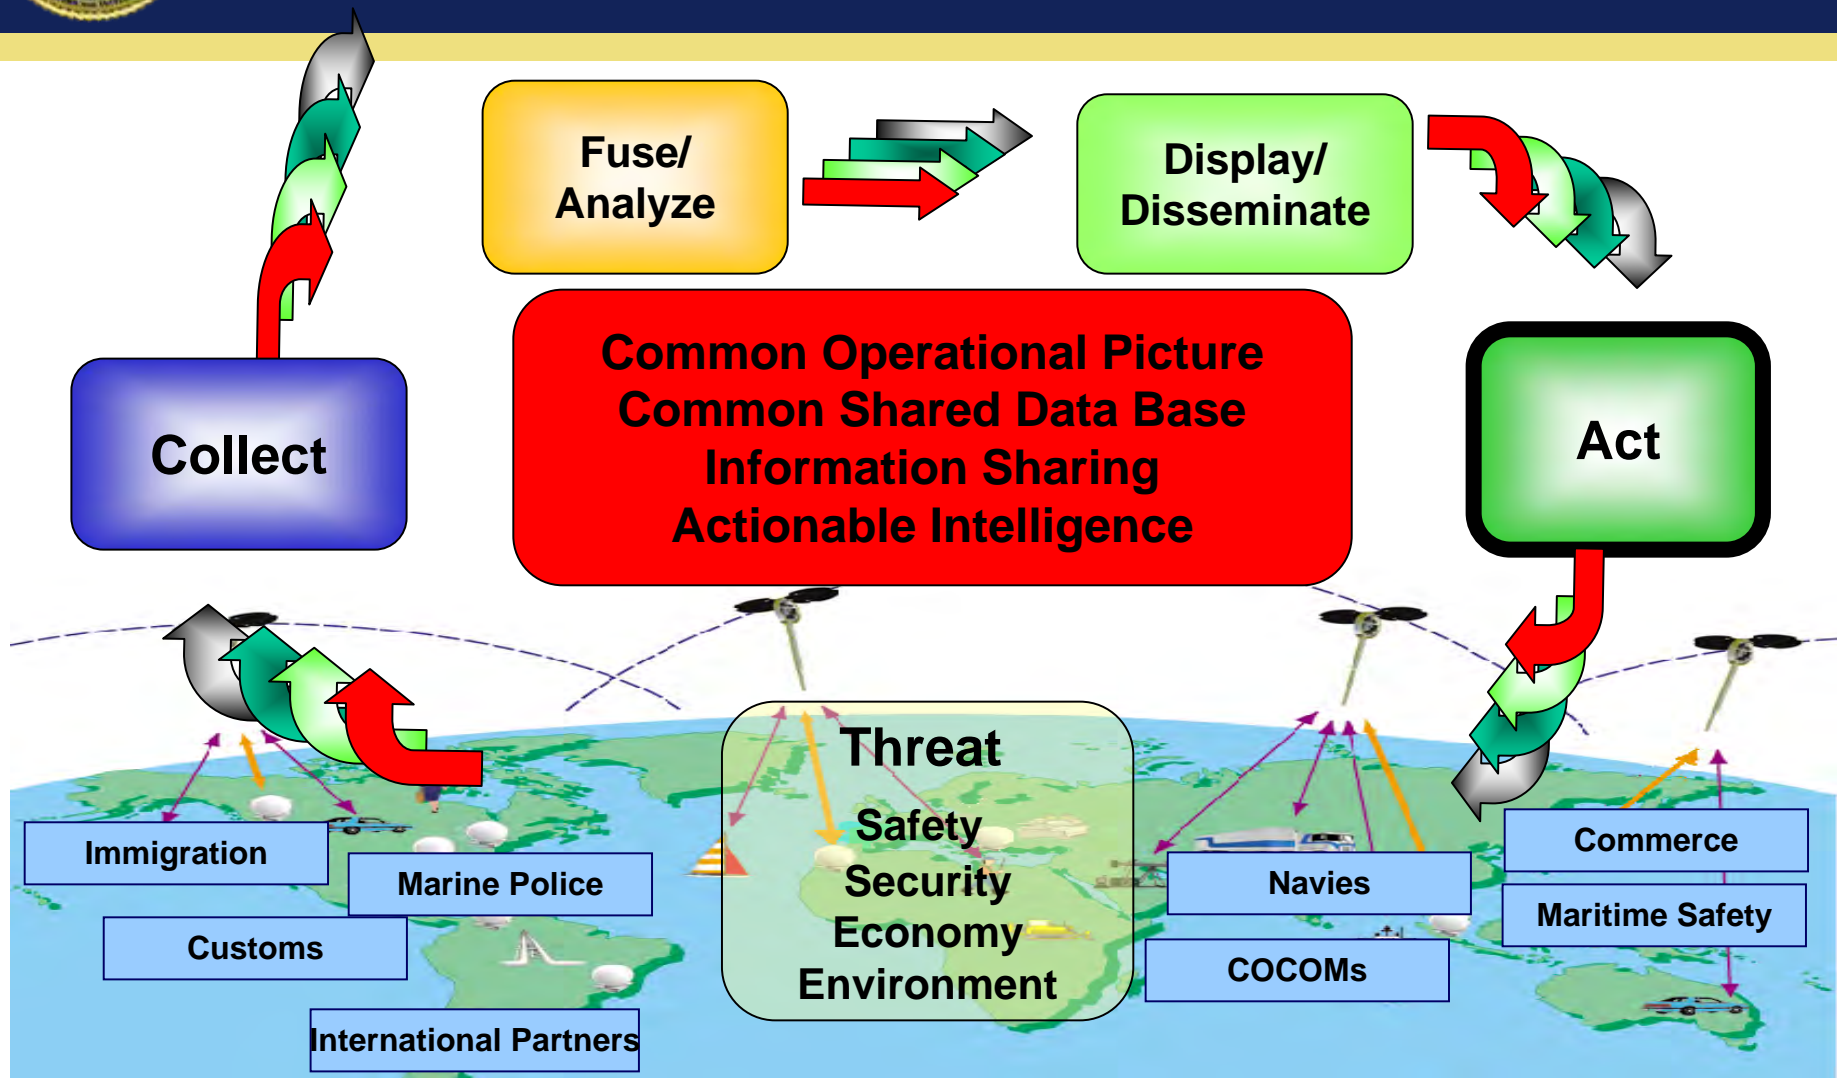 Fuse/
Analyze
Display/
Disseminate
Collect
Common Operational Picture
Common Shared Data Base
Information Sharing
Actionable Intelligence
Act
Threat
Safety
Security
Economy
Environment
Immigration
Marine Police
Customs
International Partners
Navies
COCOMs
Commerce
Maritime Safety